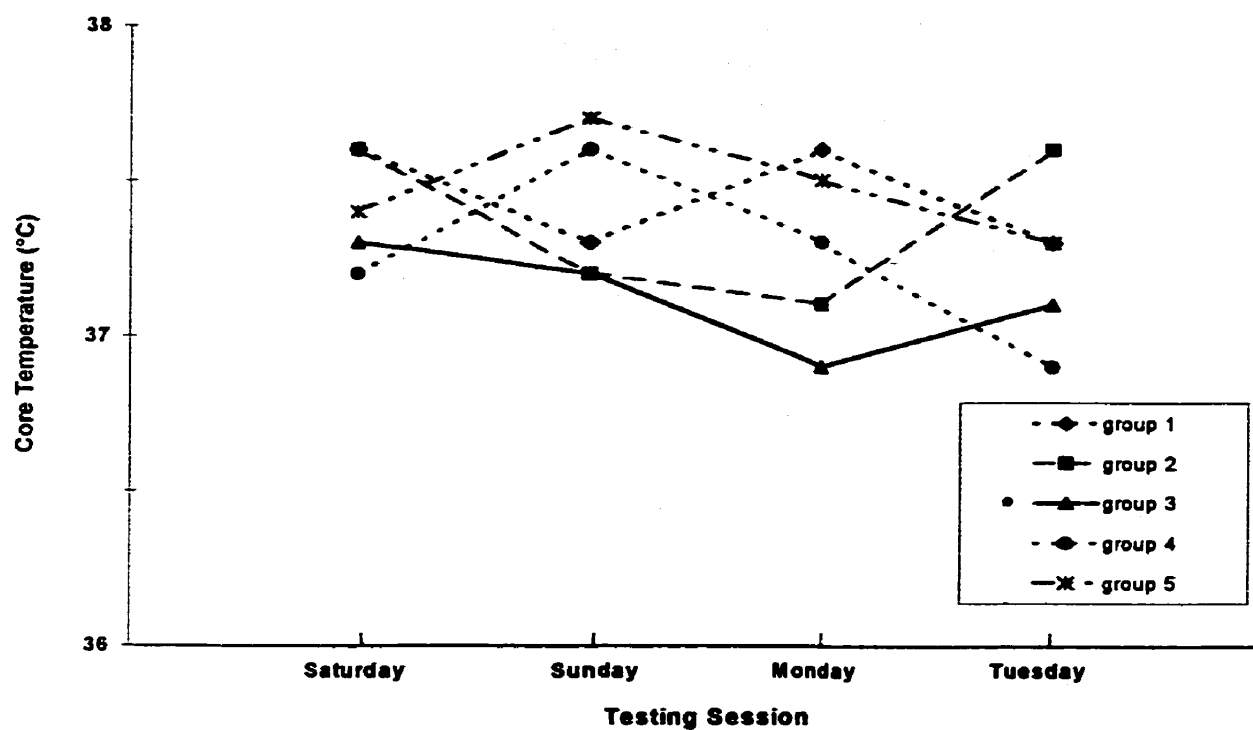 38
37
36
Core Temperature (°C)
Saturday
Sunday
Monday
Tuesday
Testing Session
group 1
group 2
group 3
group 4
group 5